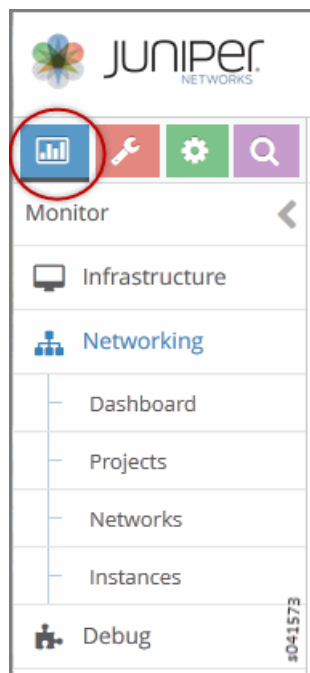 JUNIPER
NETWORKS
Monitor
Infrastructure
Networking
Dashboard
Projects
Networks
Instances
Debug
s041573